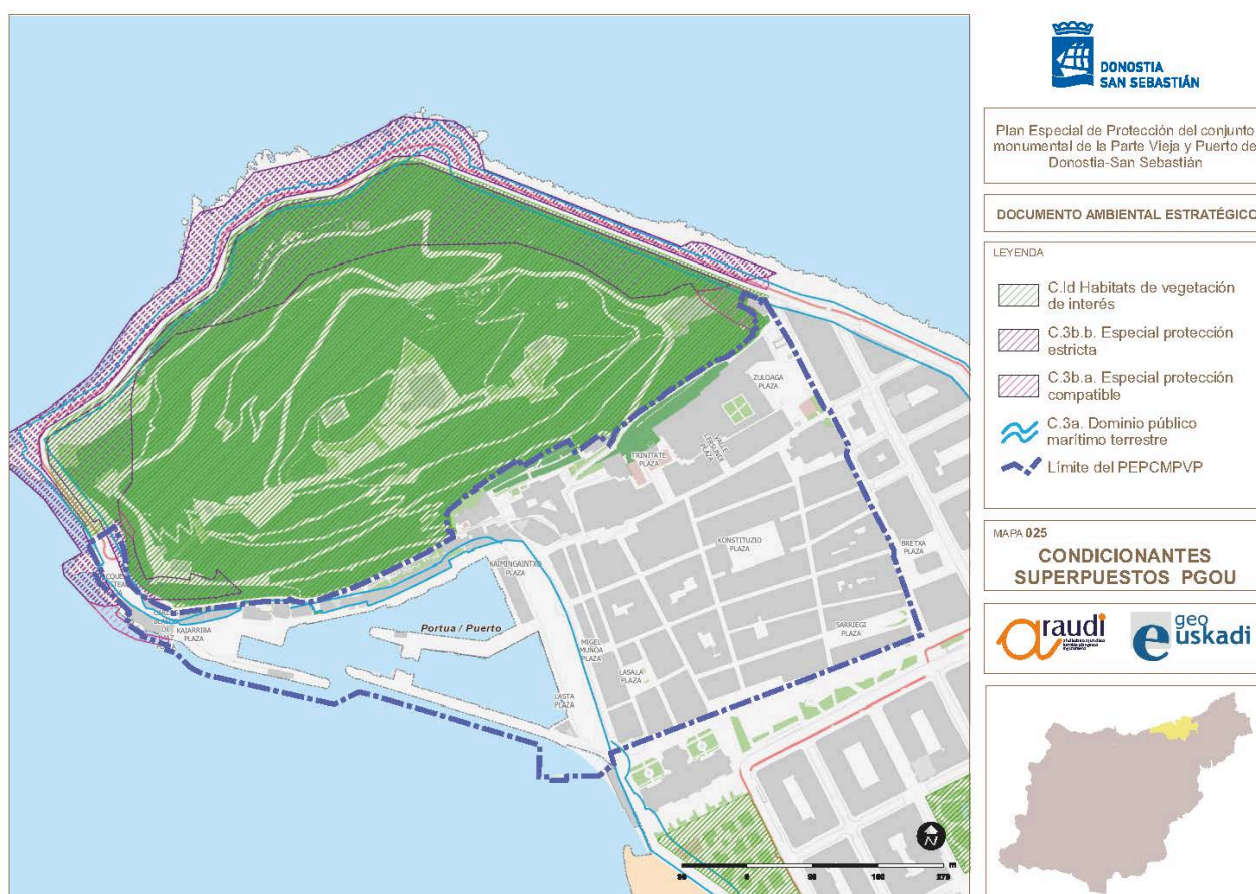 DONOSTIA
SAN SEBASTIÁN
Plan Especial de Protección del conjunto
monumental de la Parte Vieja y Puerto de
Donostia-San Sebastián
DOCUMENTO AMBIENTAL ESTRATÉGICO
LEYENDA
C.Id Habitats de vegetación
de interés
C.3b.b. Especial protección
estricta
C.3b.a. Especial protección
compatible
C.3a. Dominio público
marítimo terrestre
Límite del PEPCMPVP
MAPA 025
CONDICIONANTES
SUPERPUESTOS PGOU
araudi
geo
euskadi
ZULOAGA
PLAZA
VALLE
PLAZA
TRINITATE
PLAZA
KONSTITUZIO
PLAZA
BRETXA
PLAZA
KAIMINGAINTXO
PLAZA
KAIARRIBA
PLAZA
Portua / Puerto
MIGEL
MUÑOA
PLAZA
SARRIEGI
PLAZA
LASALA
PLAZA
LASTA
PLAZA
N
m